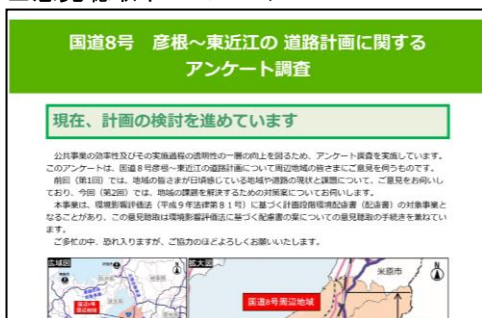 国道8号 彦根～東近江の 道路計画に関する
アンケート調査
現在、計画の検討を進めています
公共事業の効率性及びその実施過程の透明性の一層の向上を図るため、アンケート調査を実施しています。
このアンケートは、国道8号彦根～東近江の道路計画について周辺地域の皆さまにご意見を伺うものです。
前回（第1回）では、地域の皆さまが日頃感じている地域や道路の現状と課題について、ご意見をお伺いし
ており、今回（第2回）では、地域の課題を解決するための対策案についてお伺いします。
本事業は、環境影響評価法（平成9年法律第81号）に基づく計画段階環境配慮書（配慮書）の対象事業と
なることがあり、この意見聴取は環境影響評価法に基づく配慮書の案についての意見聴取の手続きを兼ねてい
ます。
ご多忙の中、恐れ入りますが、ご協力のほどよろしくお願いいたします。
広域図
拡大図
米原市
国道8号周辺地域
N
N